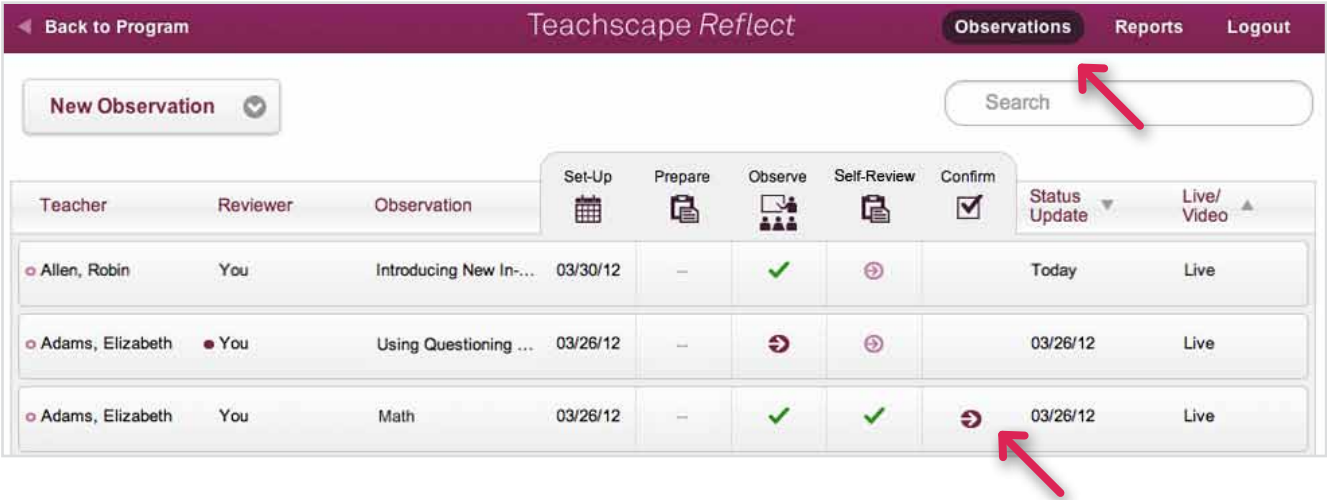 Back to Program
Teachscape Reflect
Observations Reports Logout
New Observation
Search
Teacher Reviewer Observation Set-Up Prepare Observe Self-Review Confirm Status Update Live/ Video
Allen, Robin You Introducing New In-... 03/30/12 -- Today Live
Adams, Elizabeth You Using Questioning ... 03/26/12 -- 03/26/12 Live
Adams, Elizabeth You Math 03/26/12 -- 03/26/12 Live